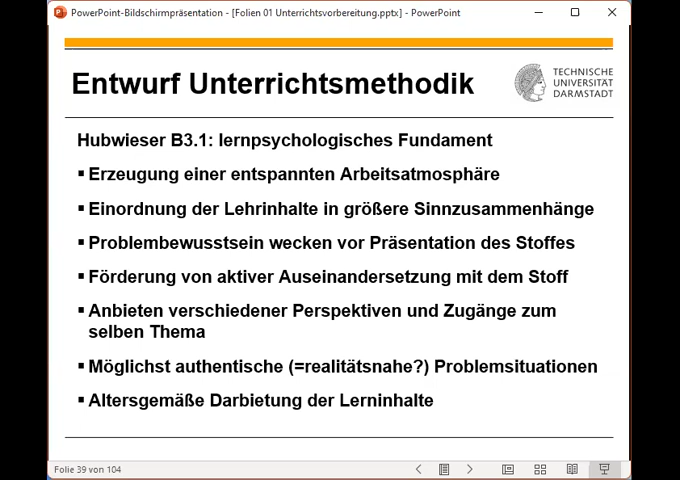 PowerPoint-Bildschirmpräsentation - [Folien 01 Unterrichtsvorbereitung.pptx] - PowerPoint
Entwurf Unterrichtsmethodik
TECHNISCHE
UNIVERSITÄT
DARMSTADT
Hubwieser B3.1: lernpsychologisches Fundament
▪ Erzeugung einer entspannten Arbeitsatmosphäre
▪ Einordnung der Lehrinhalte in größere Sinnzusammenhänge
▪ Problembewusstsein wecken vor Präsentation des Stoffes
▪ Förderung von aktiver Auseinandersetzung mit dem Stoff
▪ Anbieten verschiedener Perspektiven und Zugänge zum
selben Thema
▪ Möglichst authentische (=realitätsnahe?) Problemsituationen
▪ Altersgemäße Darbietung der Lerninhalte
Folie 39 von 104